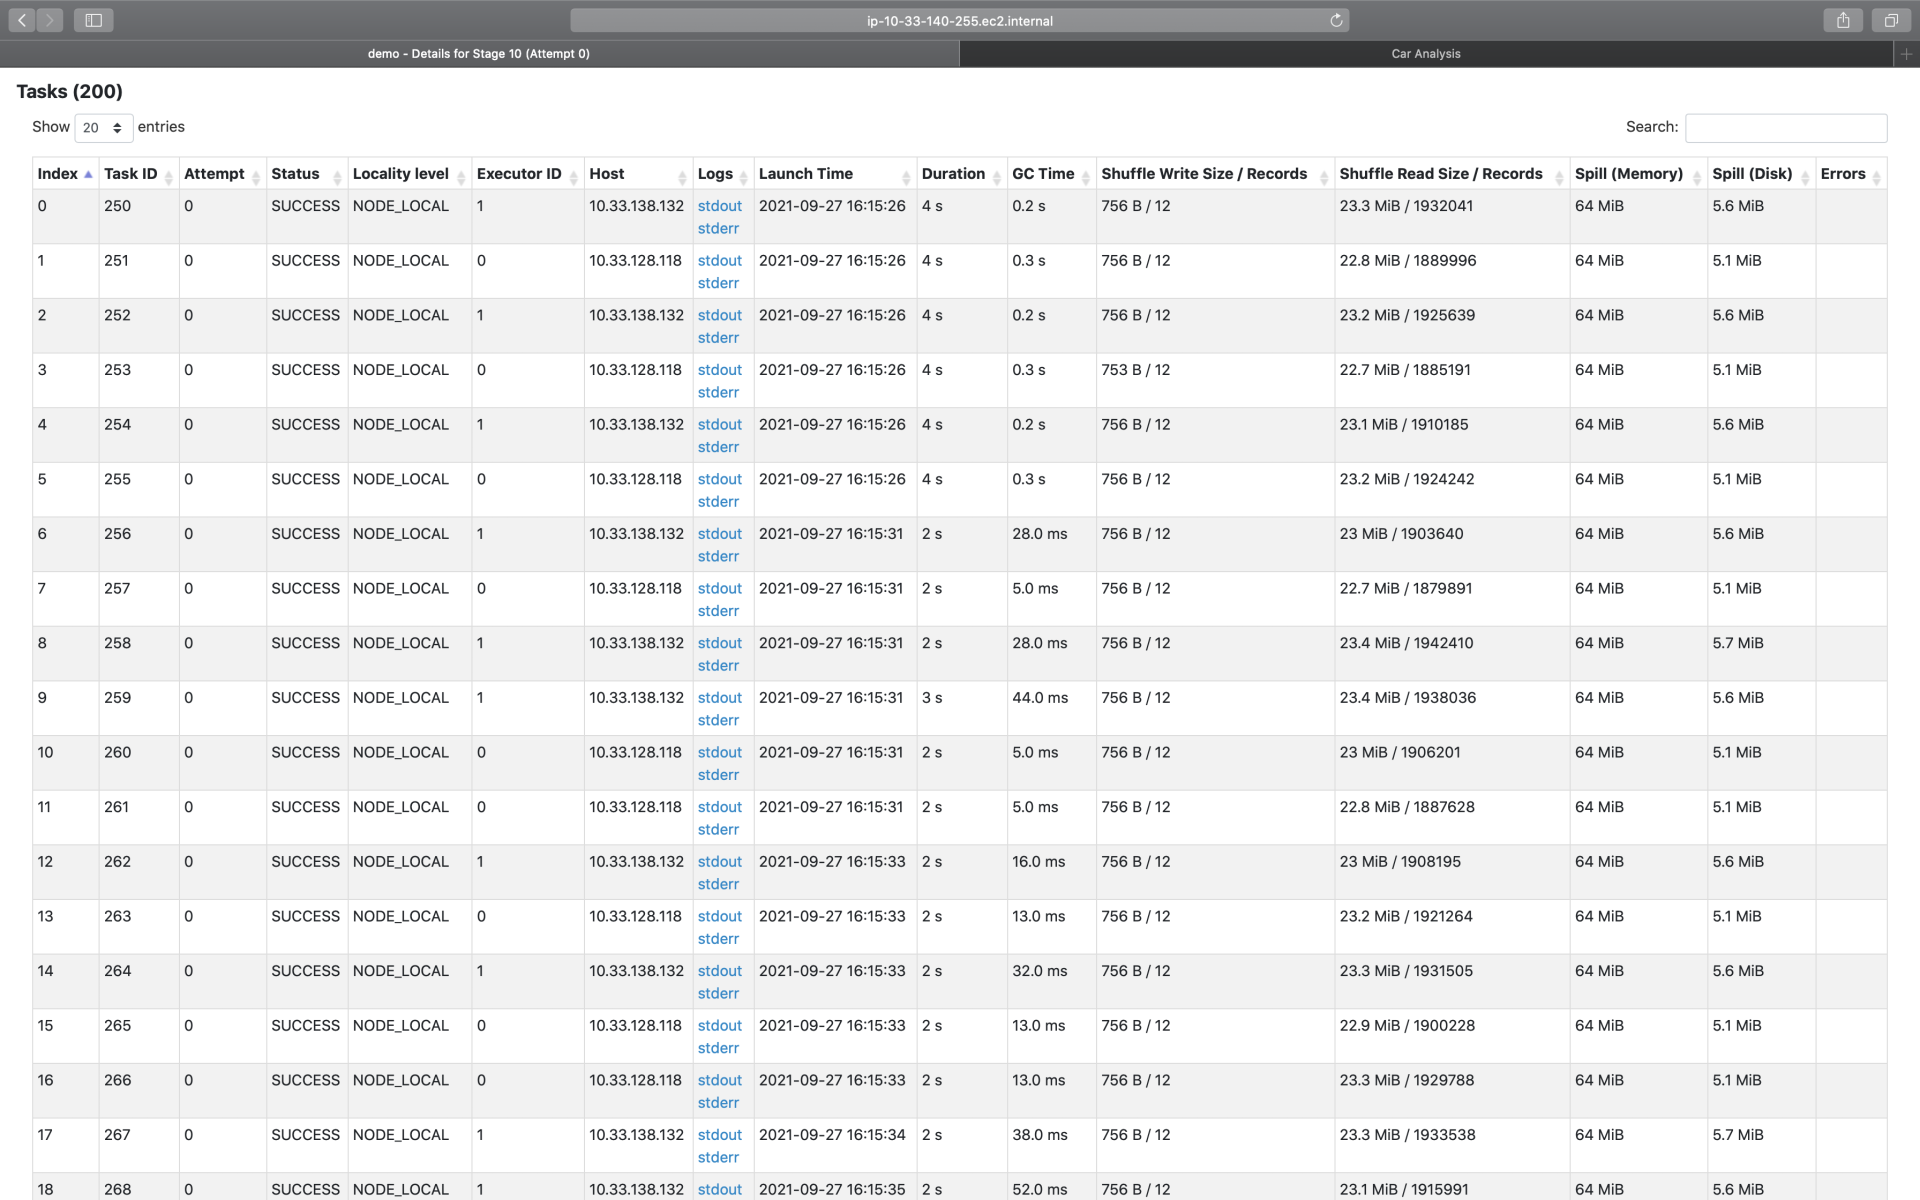 ip-10-33-140-255.ec2.internal
demo - Details for Stage 10 (Attempt 0) Car Analysis
Tasks (200)
Show 20 entries Search:
Index Task ID Attempt Status Locality level Executor ID Host Logs Launch Time Duration GC Time Shuffle Write Size / Records Shuffle Read Size / Records Spill (Memory) Spill (Disk) Errors
0 250 0 SUCCESS NODE_LOCAL 1 10.33.138.132 stdout 2021-09-27 16:15:26 4 s 0.2 s 756 B / 12 23.3 MiB / 1932041 64 MiB 5.6 MiB
stderr
1 251 0 SUCCESS NODE_LOCAL 0 10.33.128.118 stdout 2021-09-27 16:15:26 4 s 0.3 s 756 B / 12 22.8 MiB / 1889996 64 MiB 5.1 MiB
stderr
2 252 0 SUCCESS NODE_LOCAL 1 10.33.138.132 stdout 2021-09-27 16:15:26 4 s 0.2 s 756 B / 12 23.2 MiB / 1925639 64 MiB 5.6 MiB
stderr
3 253 0 SUCCESS NODE_LOCAL 0 10.33.128.118 stdout 2021-09-27 16:15:26 4 s 0.3 s 753 B / 12 22.7 MiB / 1885191 64 MiB 5.1 MiB
stderr
4 254 0 SUCCESS NODE_LOCAL 1 10.33.138.132 stdout 2021-09-27 16:15:26 4 s 0.2 s 756 B / 12 23.1 MiB / 1910185 64 MiB 5.6 MiB
stderr
5 255 0 SUCCESS NODE_LOCAL 0 10.33.128.118 stdout 2021-09-27 16:15:26 4 s 0.3 s 756 B / 12 23.2 MiB / 1924242 64 MiB 5.1 MiB
stderr
6 256 0 SUCCESS NODE_LOCAL 1 10.33.138.132 stdout 2021-09-27 16:15:31 2 s 28.0 ms 756 B / 12 23 MiB / 1903640 64 MiB 5.6 MiB
stderr
7 257 0 SUCCESS NODE_LOCAL 0 10.33.128.118 stdout 2021-09-27 16:15:31 2 s 5.0 ms 756 B / 12 22.7 MiB / 1879891 64 MiB 5.1 MiB
stderr
8 258 0 SUCCESS NODE_LOCAL 1 10.33.138.132 stdout 2021-09-27 16:15:31 2 s 28.0 ms 756 B / 12 23.4 MiB / 1942410 64 MiB 5.7 MiB
stderr
9 259 0 SUCCESS NODE_LOCAL 1 10.33.138.132 stdout 2021-09-27 16:15:31 3 s 44.0 ms 756 B / 12 23.4 MiB / 1938036 64 MiB 5.6 MiB
stderr
10 260 0 SUCCESS NODE_LOCAL 0 10.33.128.118 stdout 2021-09-27 16:15:31 2 s 5.0 ms 756 B / 12 23 MiB / 1906201 64 MiB 5.1 MiB
stderr
11 261 0 SUCCESS NODE_LOCAL 0 10.33.128.118 stdout 2021-09-27 16:15:31 2 s 5.0 ms 756 B / 12 22.8 MiB / 1887628 64 MiB 5.1 MiB
stderr
12 262 0 SUCCESS NODE_LOCAL 1 10.33.138.132 stdout 2021-09-27 16:15:33 2 s 16.0 ms 756 B / 12 23 MiB / 1908195 64 MiB 5.6 MiB
stderr
13 263 0 SUCCESS NODE_LOCAL 0 10.33.128.118 stdout 2021-09-27 16:15:33 2 s 13.0 ms 756 B / 12 23.2 MiB / 1921264 64 MiB 5.1 MiB
stderr
14 264 0 SUCCESS NODE_LOCAL 1 10.33.138.132 stdout 2021-09-27 16:15:33 2 s 32.0 ms 756 B / 12 23.3 MiB / 1931505 64 MiB 5.6 MiB
stderr
15 265 0 SUCCESS NODE_LOCAL 0 10.33.128.118 stdout 2021-09-27 16:15:33 2 s 13.0 ms 756 B / 12 22.9 MiB / 1900228 64 MiB 5.1 MiB
stderr
16 266 0 SUCCESS NODE_LOCAL 0 10.33.128.118 stdout 2021-09-27 16:15:33 2 s 13.0 ms 756 B / 12 23.3 MiB / 1929788 64 MiB 5.1 MiB
stderr
17 267 0 SUCCESS NODE_LOCAL 1 10.33.138.132 stdout 2021-09-27 16:15:34 2 s 38.0 ms 756 B / 12 23.3 MiB / 1933538 64 MiB 5.7 MiB
stderr
18 268 0 SUCCESS NODE_LOCAL 1 10.33.138.132 stdout 2021-09-27 16:15:35 2 s 52.0 ms 756 B / 12 23.1 MiB / 1915991 64 MiB 5.6 MiB